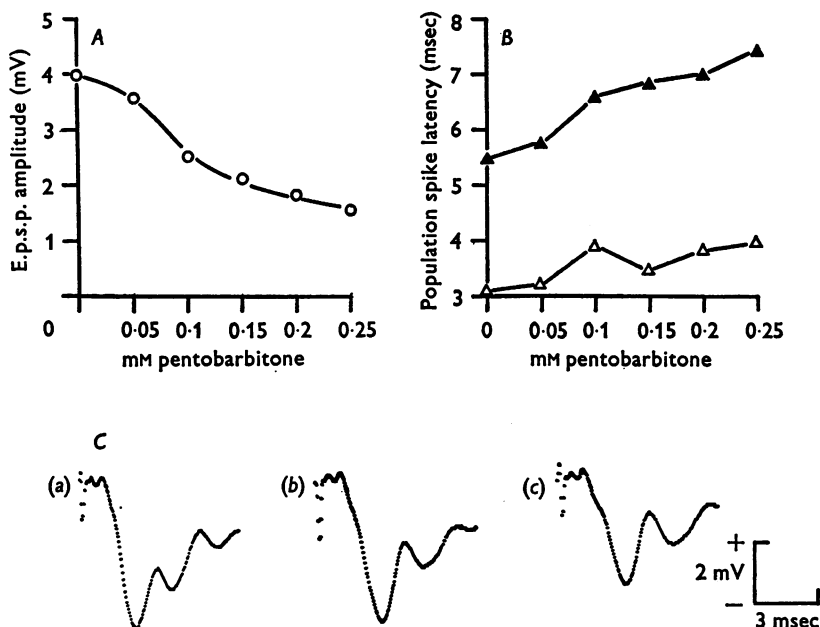 A
E.p.s.p. amplitude (mV)
5
4
3
2
1
0
0·05
0·1
0·15
0·2
0·25
mM pentobarbitone
B
Population spike latency (msec)
8
7
6
5
4
3
0
0·05
0·1
0·15
0·2
0·25
mM pentobarbitone
C
(a)
(b)
(c)
+
2 mV
−
3 msec